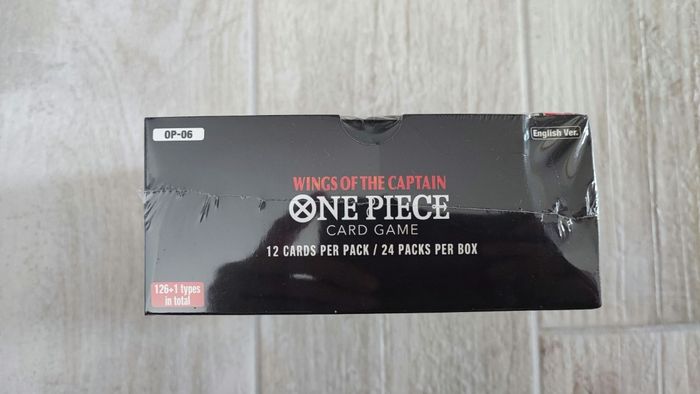 OP-06
English Ver.
WINGS OF THE CAPTAIN
ONE PIECE
CARD GAME
12 CARDS PER PACK / 24 PACKS PER BOX
126+1 types
in total